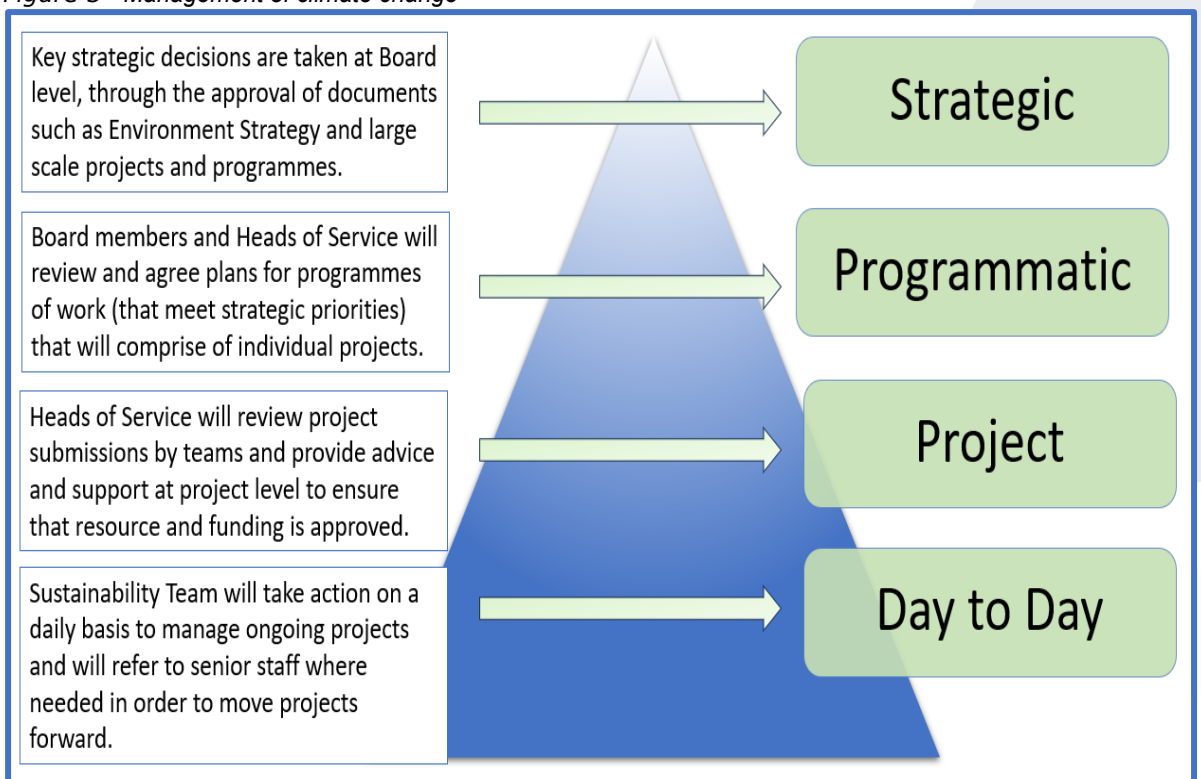 Management of climate change
Key strategic decisions are taken at Board
level, through the approval of documents
such as Environment Strategy and large
scale projects and programmes.
Strategic
Board members and Heads of Service will
review and agree plans for programmes
of work (that meet strategic priorities)
that will comprise of individual projects.
Programmatic
Heads of Service will review project
submissions by teams and provide advice
and support at project level to ensure
that resource and funding is approved.
Project
Sustainability Team will take action on a
daily basis to manage ongoing projects
and will refer to senior staff where
needed in order to move projects
forward.
Day to Day